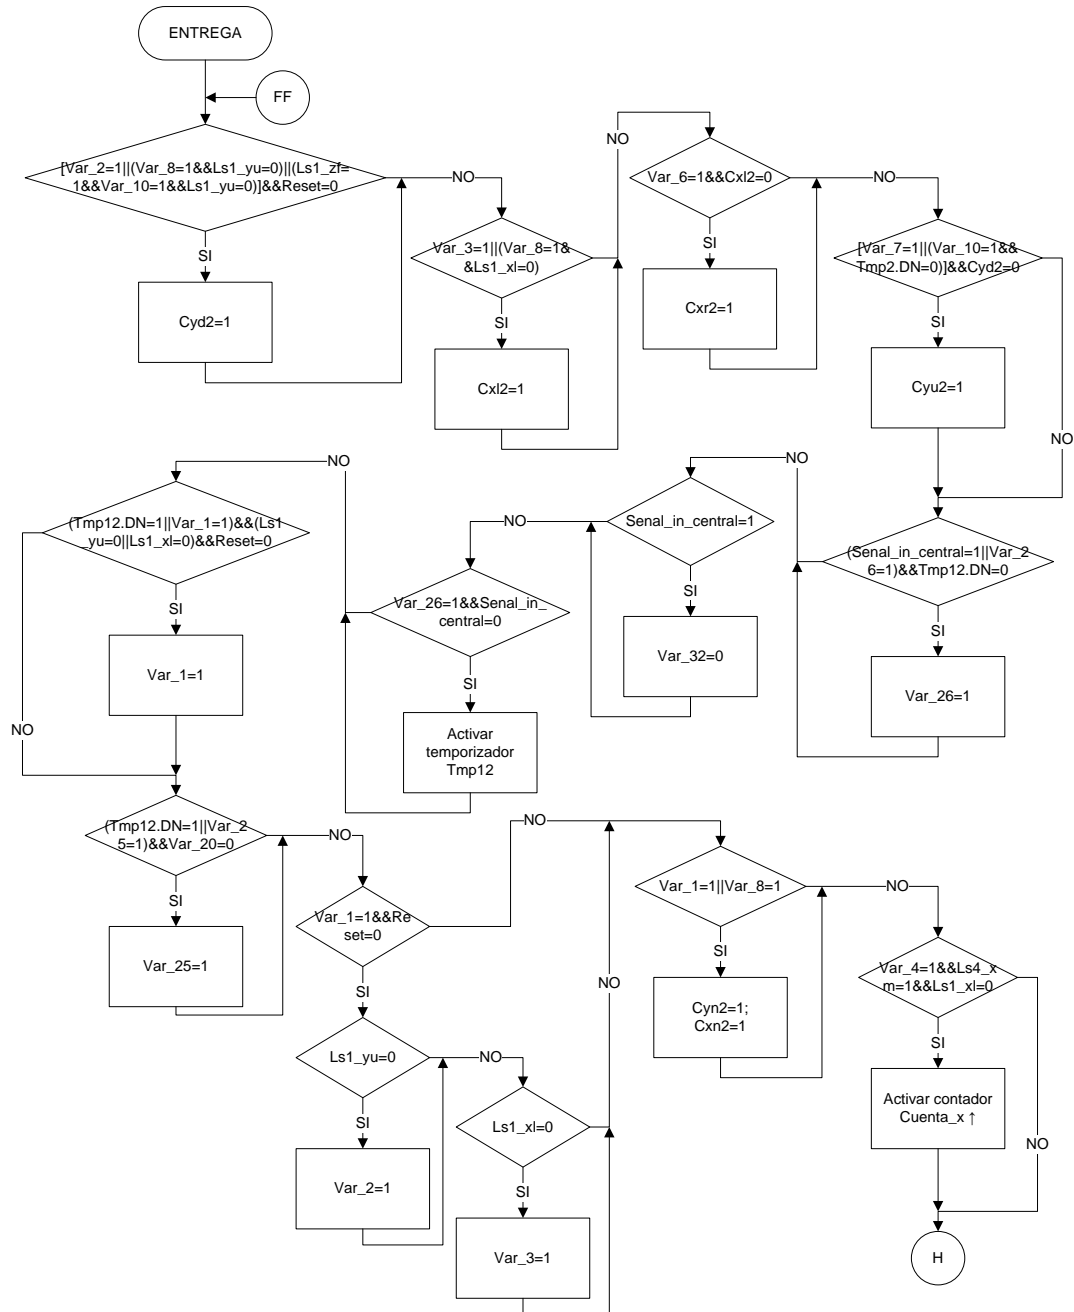 ENTREGA
FF
[Var_2=1||(Var_8=1&&Ls1_yu=0)||(Ls1_zf=
1&&Var_10=1&&Ls1_yu=0)]&&Reset=0
NO
SI
Cyd2=1
Var_3=1||(Var_8=1&
&Ls1_xl=0)
NO
SI
Cxl2=1
Var_6=1&&Cxl2=0
NO
SI
Cxr2=1
[Var_7=1||(Var_10=1&&
Tmp2.DN=0)]&&Cyd2=0
NO
SI
Cyu2=1
(Senal_in_central=1||Var_2
6=1)&&Tmp12.DN=0
NO
SI
Var_26=1
Senal_in_central=1
NO
SI
Var_32=0
Var_26=1&&Senal_in_
central=0
NO
SI
Activar
temporizador
Tmp12
(Tmp12.DN=1||Var_1=1)&&(Ls1
_yu=0||Ls1_xl=0)&&Reset=0
NO
SI
Var_1=1
(Tmp12.DN=1||Var_2
5=1)&&Var_20=0
NO
SI
Var_25=1
Var_1=1&&Re
set=0
NO
SI
Ls1_yu=0
NO
SI
Var_2=1
Ls1_xl=0
NO
SI
Var_3=1
Var_1=1||Var_8=1
NO
SI
Cyn2=1;
Cxn2=1
Var_4=1&&Ls4_x
m=1&&Ls1_xl=0
NO
SI
Activar contador
Cuenta_x ↑
H